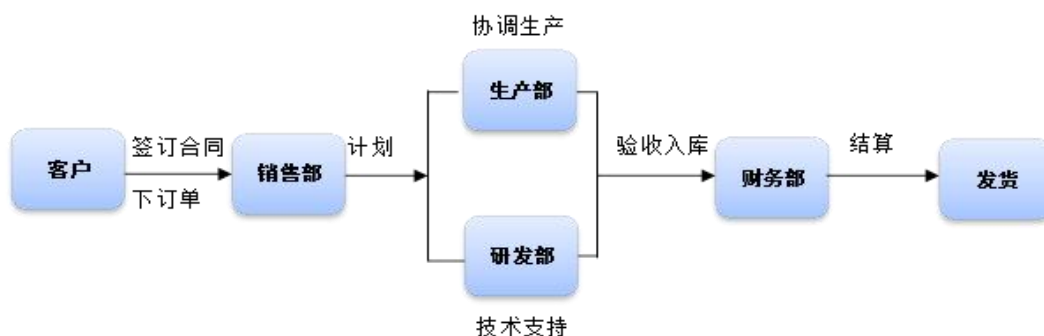 协调生产
生产部
客户
签订合同
下订单
销售部
计划
验收入库
财务部
结算
发货
研发部
技术支持